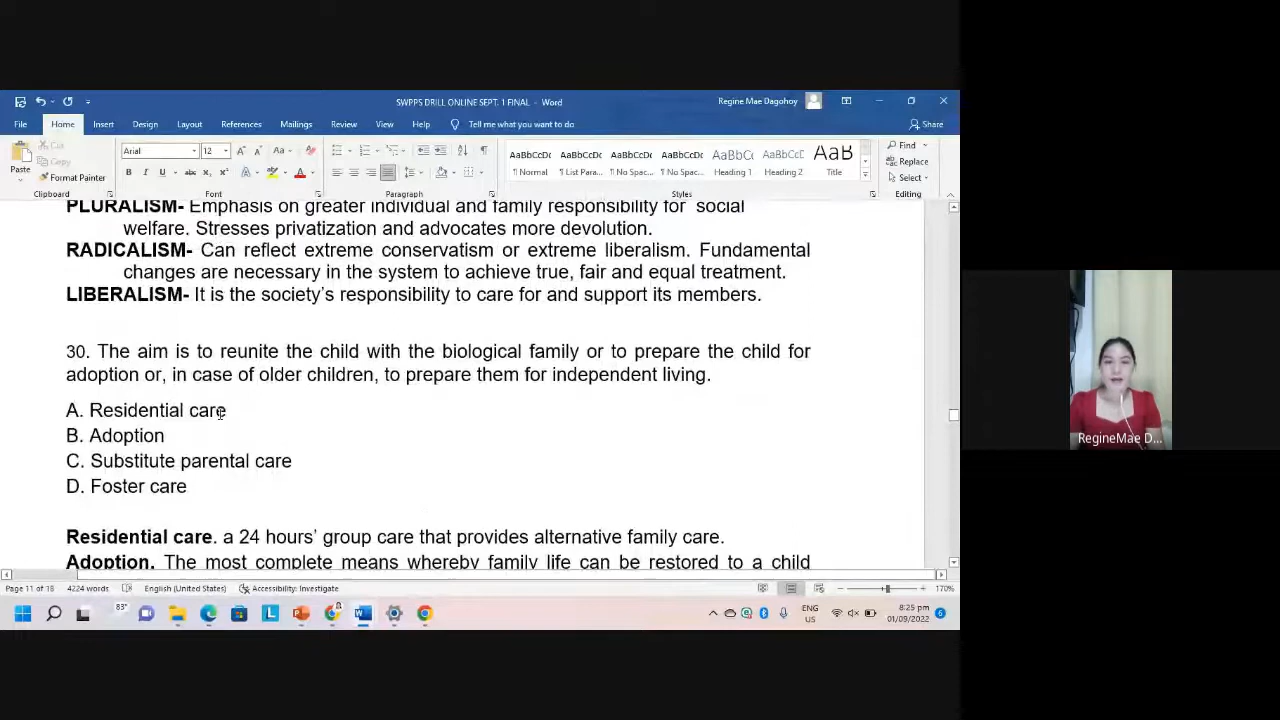 SWPPS DRILL ONLINE SEPT. 1 FINAL - Word
Regine Mae Dagohoy
File Home Insert Design Layout References Mailings Review View Help Tell me what you want to do Share
Paste
Cut
Copy
Format Painter
Clipboard
Arial 12
Font
Paragraph
AaBbCcDc AaBbCcDc AaBbCcDc AaBbCcDc AaBbCcD AaBbCcD AaB
¶ Normal ¶ List Para... ¶ No Spac... ¶ No Spac... Heading 1 Heading 2 Title
Styles
Find
Replace
Select
Editing
PLURALISM- Emphasis on greater individual and family responsibility for social
welfare. Stresses privatization and advocates more devolution.
RADICALISM- Can reflect extreme conservatism or extreme liberalism. Fundamental
changes are necessary in the system to achieve true, fair and equal treatment.
LIBERALISM- It is the society's responsibility to care for and support its members.
30. The aim is to reunite the child with the biological family or to prepare the child for
adoption or, in case of older children, to prepare them for independent living.
A. Residential care
B. Adoption
C. Substitute parental care
D. Foster care
Residential care. a 24 hours' group care that provides alternative family care.
Adoption. The most complete means whereby family life can be restored to a child
Page 11 of 18 4224 words English (United States) Accessibility: Investigate 170%
83°
ENG
US
8:25 pm
01/09/2022
RegineMae D...